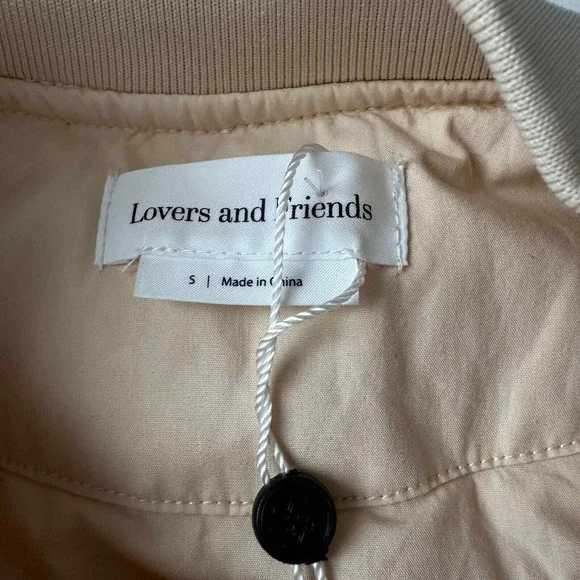 Lovers and Friends
S | Made in China